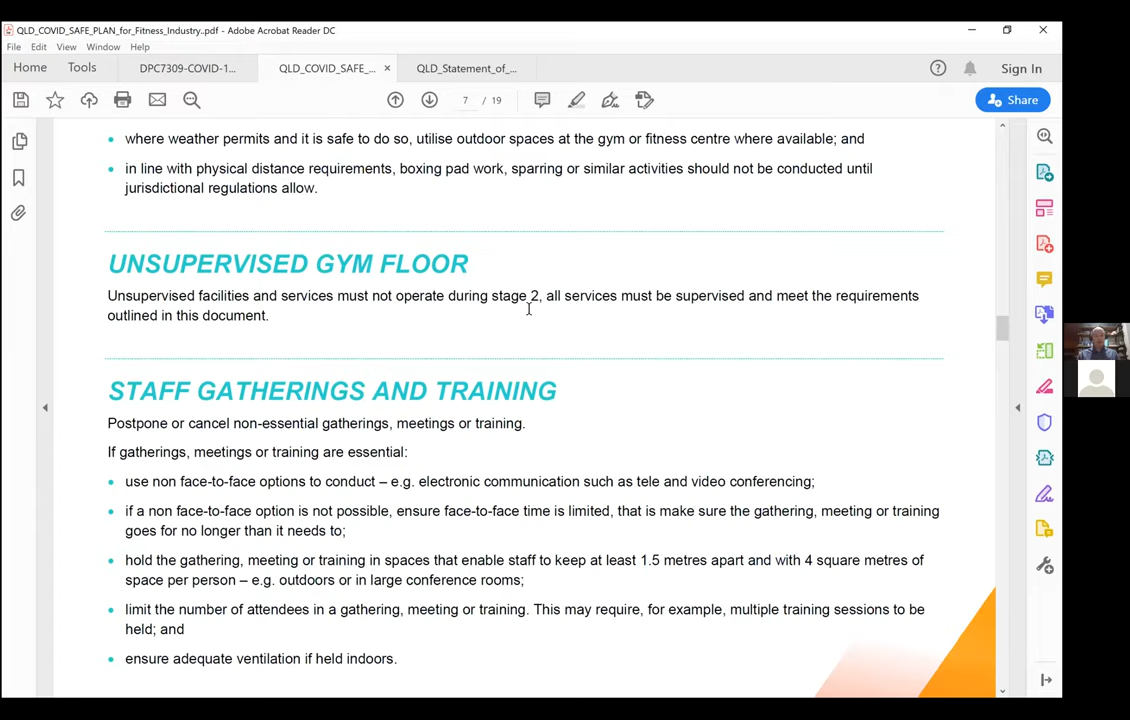 QLD_COVID_SAFE_PLAN_for_Fitness_Industry..pdf - Adobe Acrobat Reader DC
File Edit View Window Help
Home Tools DPC7309-COVID-1... QLD_COVID_SAFE_... × QLD_Statement_of_... Sign In
7 / 19 Share
• where weather permits and it is safe to do so, utilise outdoor spaces at the gym or fitness centre where available; and
• in line with physical distance requirements, boxing pad work, sparring or similar activities should not be conducted until
jurisdictional regulations allow.
UNSUPERVISED GYM FLOOR
Unsupervised facilities and services must not operate during stage 2, all services must be supervised and meet the requirements
outlined in this document.
STAFF GATHERINGS AND TRAINING
Postpone or cancel non-essential gatherings, meetings or training.
If gatherings, meetings or training are essential:
• use non face-to-face options to conduct – e.g. electronic communication such as tele and video conferencing;
• if a non face-to-face option is not possible, ensure face-to-face time is limited, that is make sure the gathering, meeting or training
goes for no longer than it needs to;
• hold the gathering, meeting or training in spaces that enable staff to keep at least 1.5 metres apart and with 4 square metres of
space per person – e.g. outdoors or in large conference rooms;
• limit the number of attendees in a gathering, meeting or training. This may require, for example, multiple training sessions to be
held; and
• ensure adequate ventilation if held indoors.